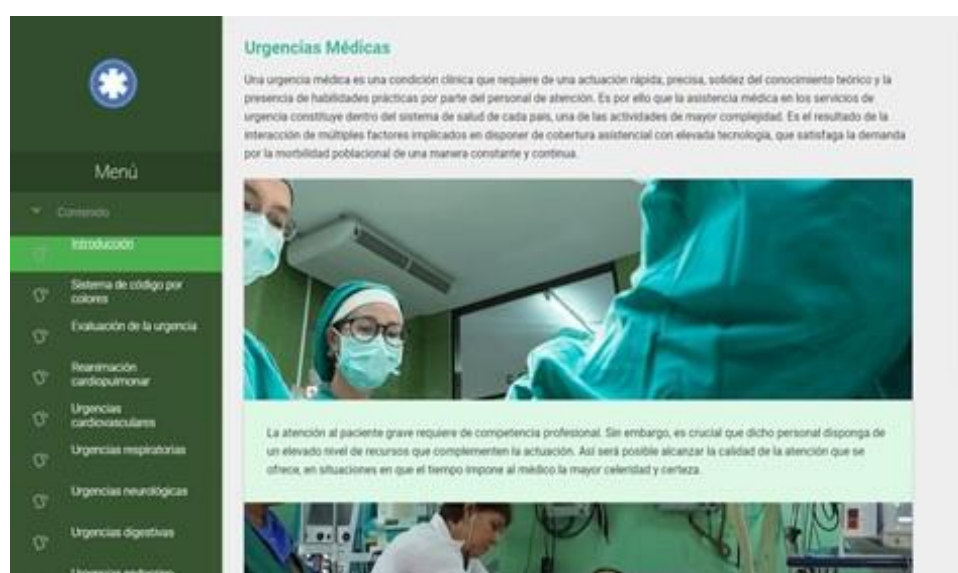 Menú
Contenido
Introducción
Sistema de código por
colores
Evaluación de la urgencia
Reanimación
cardiopulmonar
Urgencias
cardiovasculares
Urgencias respiratorias
Urgencias neurológicas
Urgencias digestivas
Urgencias Médicas
Una urgencia médica es una condición clínica que requiere de una actuación rápida, precisa, solidez del conocimiento teórico y la
presencia de habilidades prácticas por parte del personal de atención. Es por ello que la asistencia médica en los servicios de
urgencia constituye dentro del sistema de salud de cada país, una de las actividades de mayor complejidad. Es el resultado de la
interacción de múltiples factores implicados en disponer de cobertura asistencial con elevada tecnología, que satisfaga la demanda
por la morbilidad poblacional de una manera constante y continua.
La atención al paciente grave requiere de competencia profesional. Sin embargo, es crucial que dicho personal disponga de
un elevado nivel de recursos que complementen la actuación. Así será posible alcanzar la calidad de la atención que se
ofrece, en situaciones en que el tiempo impone al médico la mayor celeridad y certeza.